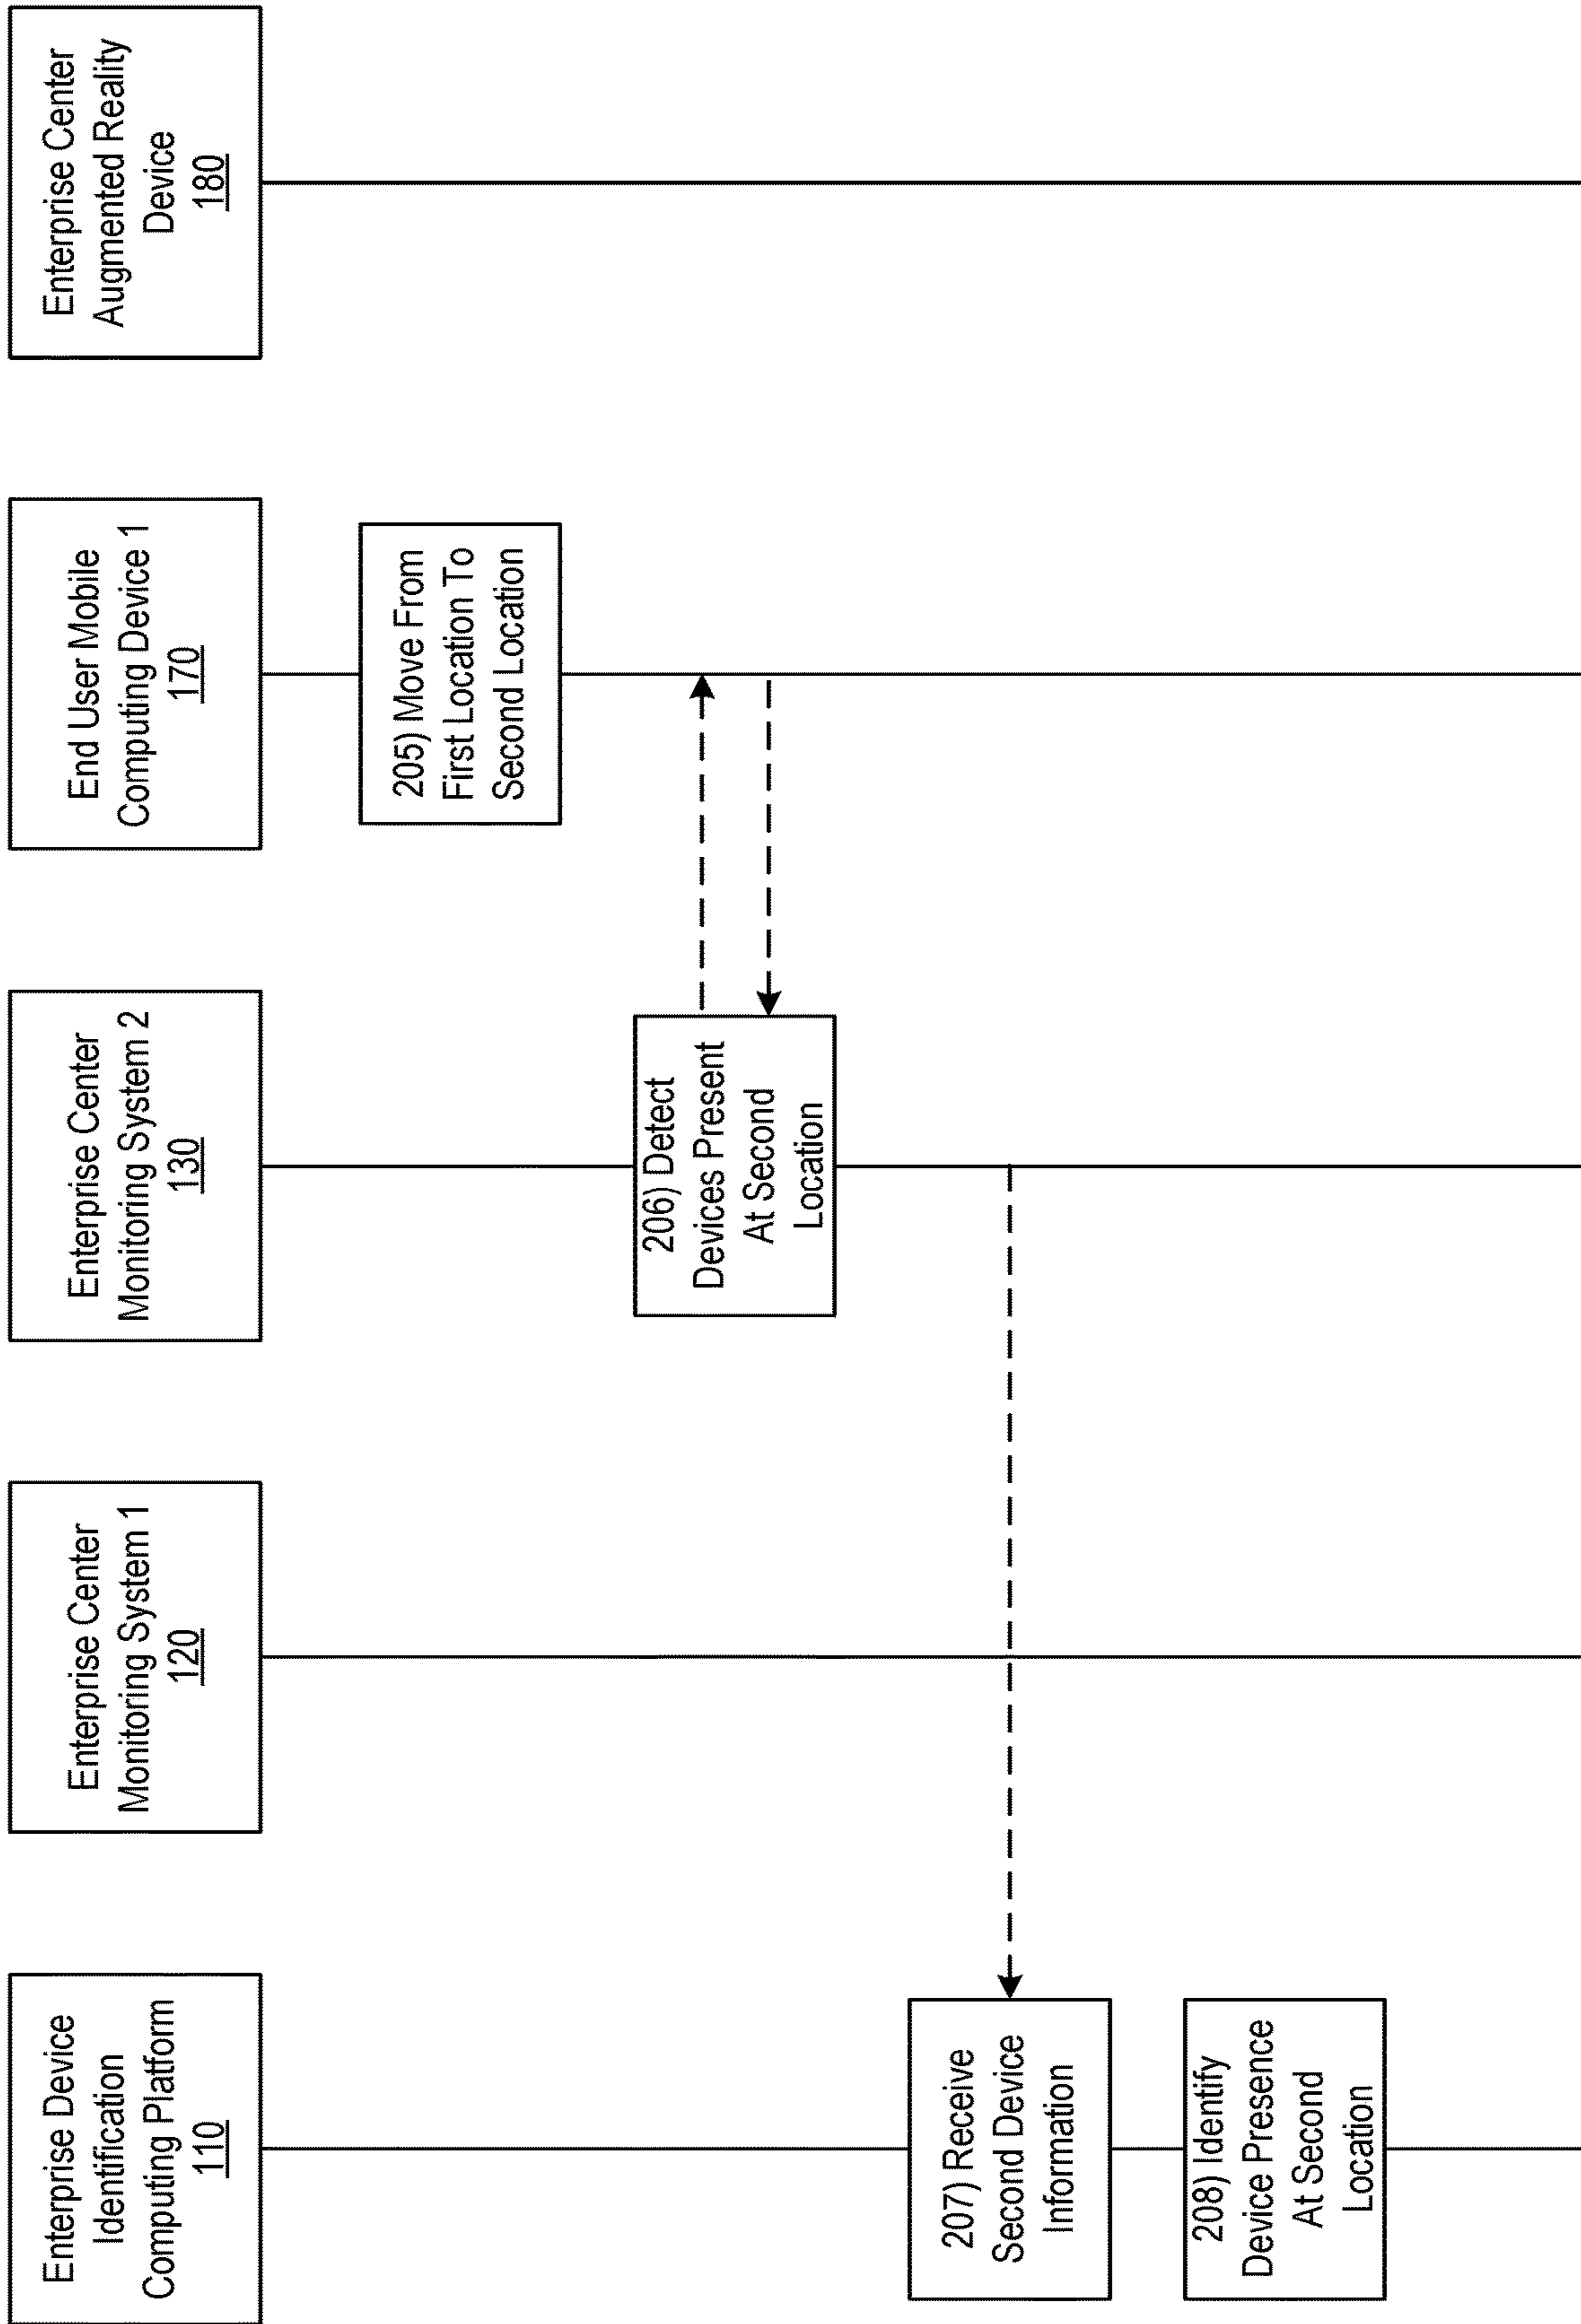 Enterprise Device
Identification
Computing Platform
110
Enterprise Center
Monitoring System 1
120
Enterprise Center
Monitoring System 2
130
End User Mobile
Computing Device 1
170
Enterprise Center
Augmented Reality
Device
180
205) Move From
First Location To
Second Location
206) Detect
Devices Present
At Second
Location
207) Receive
Second Device
Information
208) Identify
Device Presence
At Second
Location